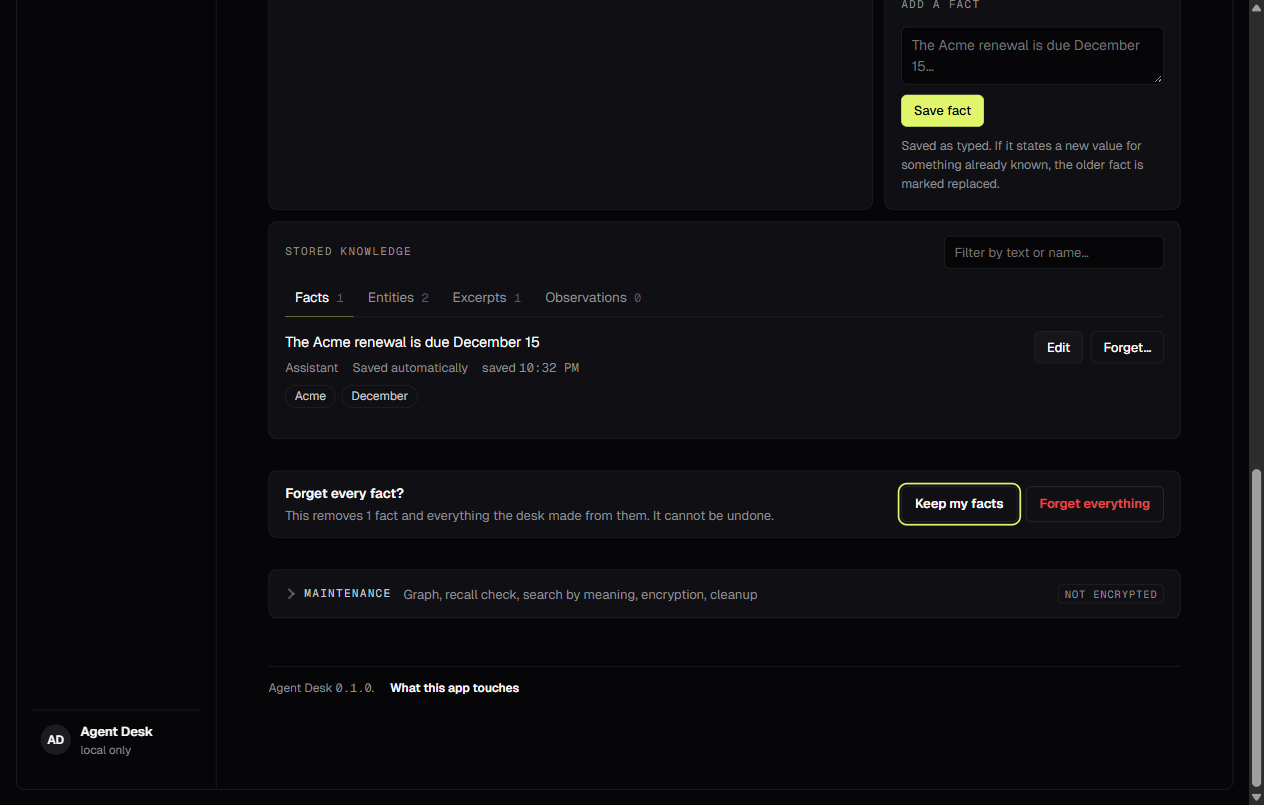 ADD A FACT
The Acme renewal is due December
15…
Save fact
Saved as typed. If it states a new value for
something already known, the older fact is
marked replaced.
STORED KNOWLEDGE
Filter by text or name…
Facts 1 Entities 2 Excerpts 1 Observations 0
The Acme renewal is due December 15
Edit Forget…
Assistant Saved automatically saved 10:32 PM
Acme December
Forget every fact?
This removes 1 fact and everything the desk made from them. It cannot be undone.
Keep my facts Forget everything
MAINTENANCE Graph, recall check, search by meaning, encryption, cleanup NOT ENCRYPTED
Agent Desk 0.1.0. What this app touches
AD Agent Desk
local only